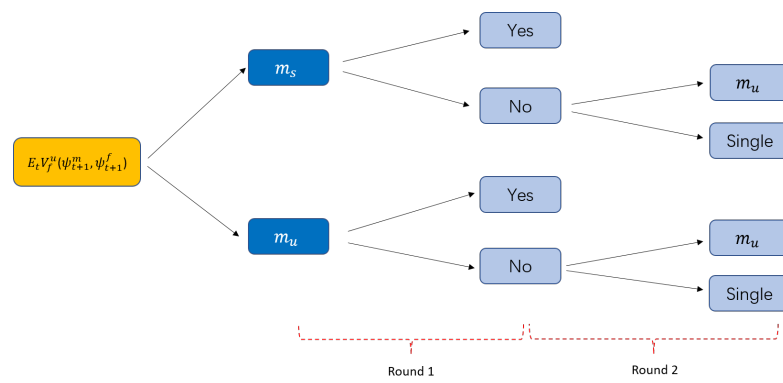 Yes
m_s
m_u
No
Single
E_t V_f^u(ψ_{t+1}^m, ψ_{t+1}^f)
Yes
m_u
m_u
No
Single
Round 1
Round 2